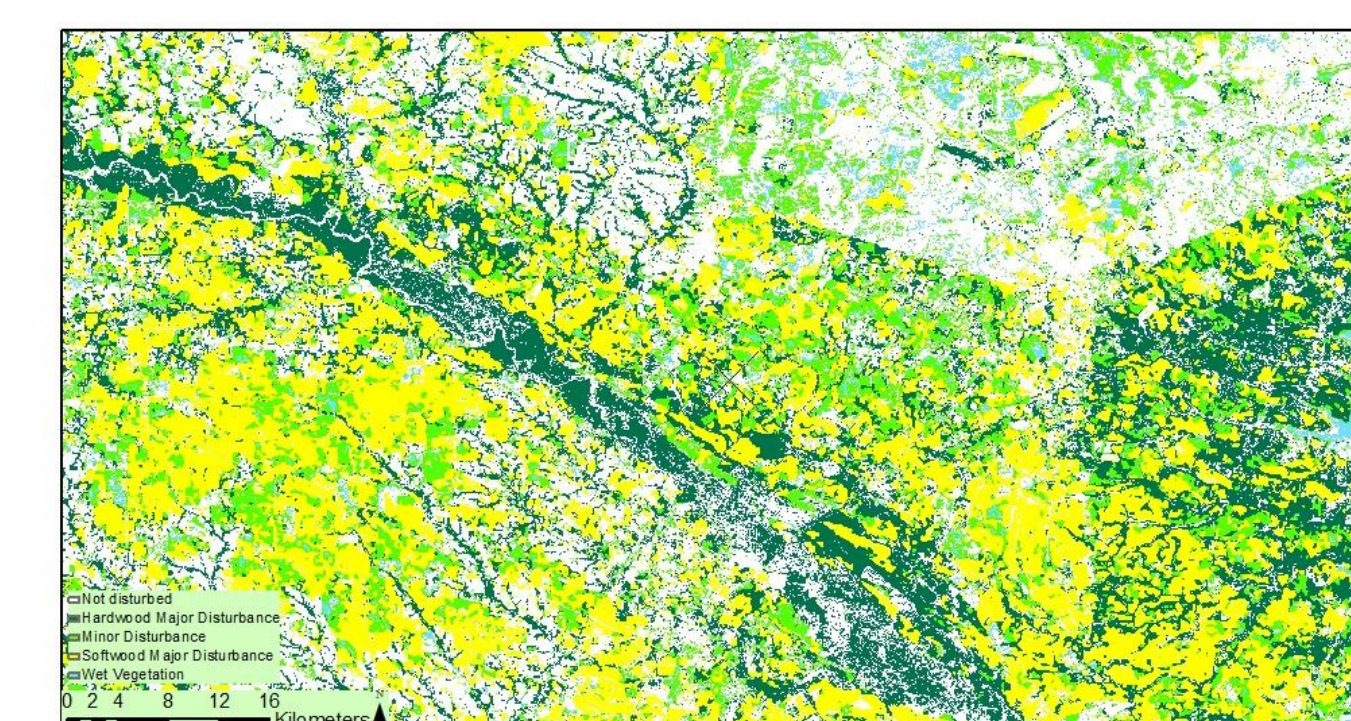 Not disturbed
Hardwood Major Disturbance
Minor Disturbance
Softwood Major Disturbance
Wet Vegetation
0 2 4 8 12 16
Kilometers